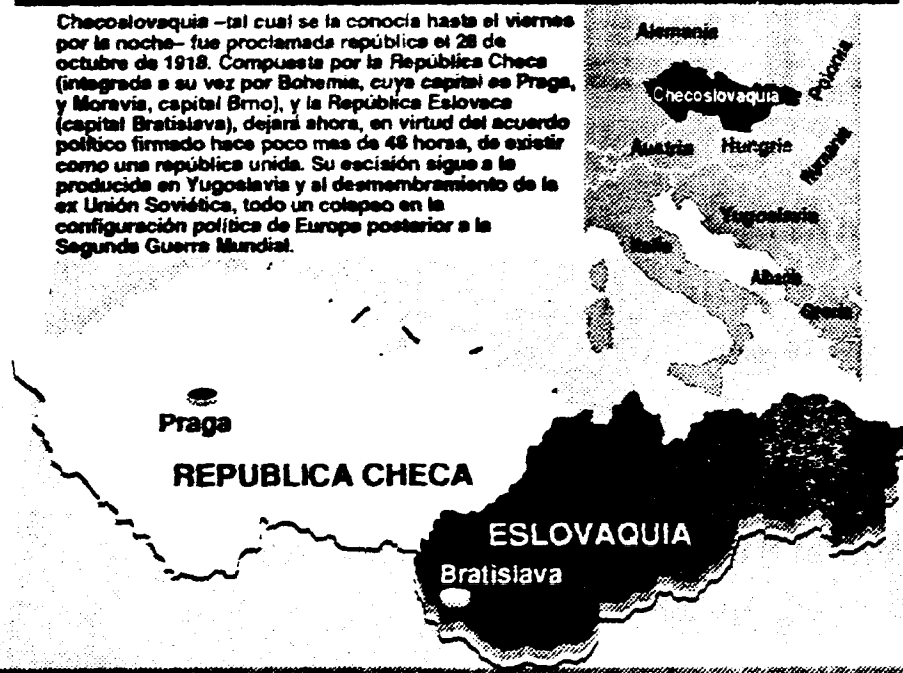 Checoslovaquia –tal cual se la conocía hasta el viernes
por la noche– fue proclamada república el 28 de
octubre de 1918. Compuesta por la República Checa
(integrada a su vez por Bohemia, cuya capital es Praga,
y Moravia, capital Brno), y la República Eslovaca
(capital Bratislava), dejará ahora, en virtud del acuerdo
político firmado hace poco mas de 48 horas, de existir
como una república unida. Su escisión sigue a la
producida en Yugoslavia y al desmembramiento de la
ex Unión Soviética, todo un colapso en la
configuración política de Europa posterior a la
Segunda Guerra Mundial.
Alemania
Polonia
Checoslovaquia
Austria
Hungría
Rumania
Yugoslavia
Italia
Albania
Grecia
Praga
REPUBLICA CHECA
ESLOVAQUIA
Bratislava